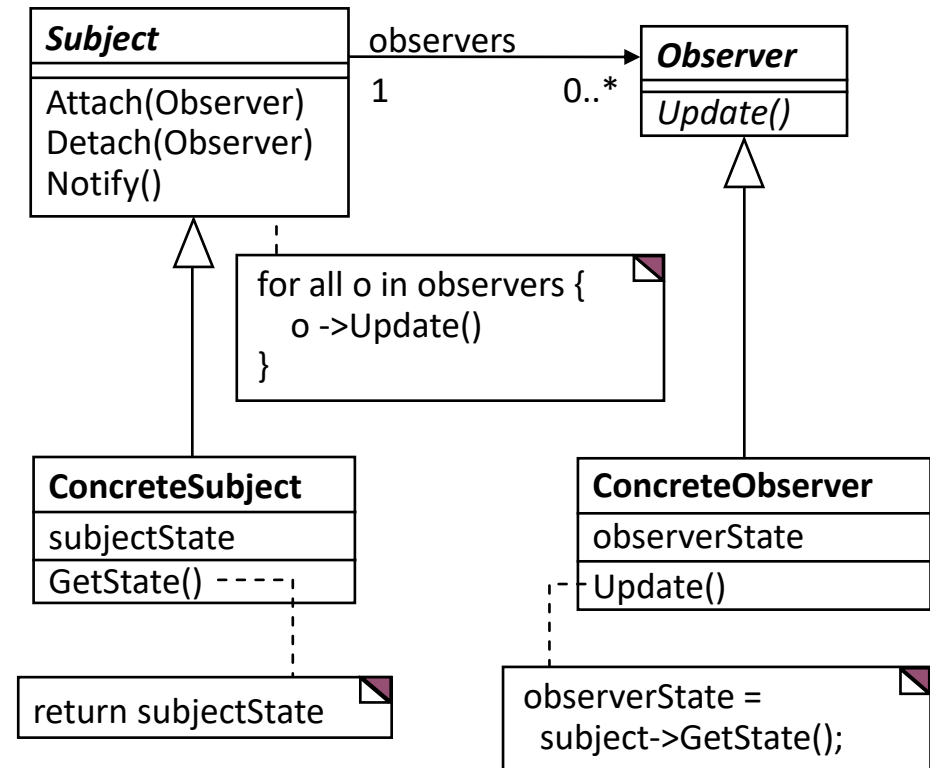 Subject
Attach(Observer)
Detach(Observer)
Notify()
observers
1
0..*
Observer
Update()
for all o in observers {
o ->Update()
}
ConcreteSubject
subjectState
GetState()
return subjectState
ConcreteObserver
observerState
Update()
observerState =
subject->GetState();